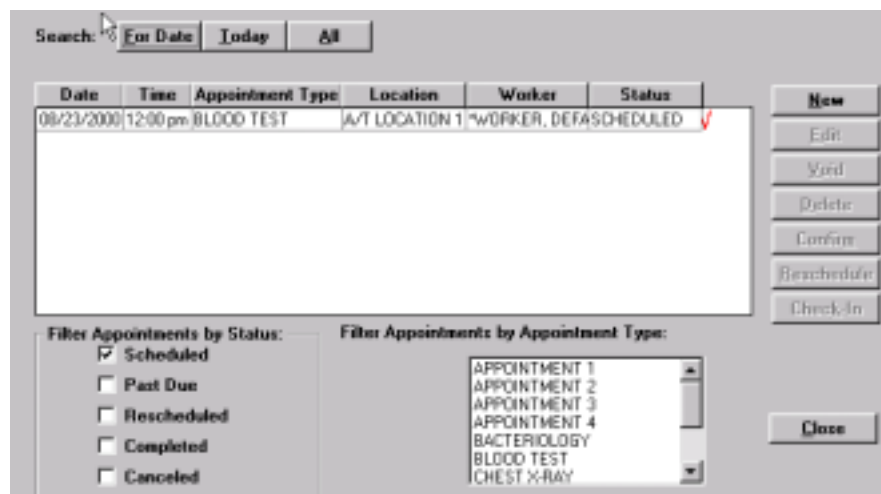 Search: For Date Today All
Date Time Appointment Type Location Worker Status
08/23/2000 12:00 pm BLOOD TEST A/T LOCATION 1 *WORKER, DEFA SCHEDULED
New
Edit
Void
Delete
Confirm
Reschedule
Check-In
Filter Appointments by Status:
Scheduled
Past Due
Rescheduled
Completed
Canceled
Filter Appointments by Appointment Type:
APPOINTMENT 1
APPOINTMENT 2
APPOINTMENT 3
APPOINTMENT 4
BACTERIOLOGY
BLOOD TEST
CHEST X-RAY
Close